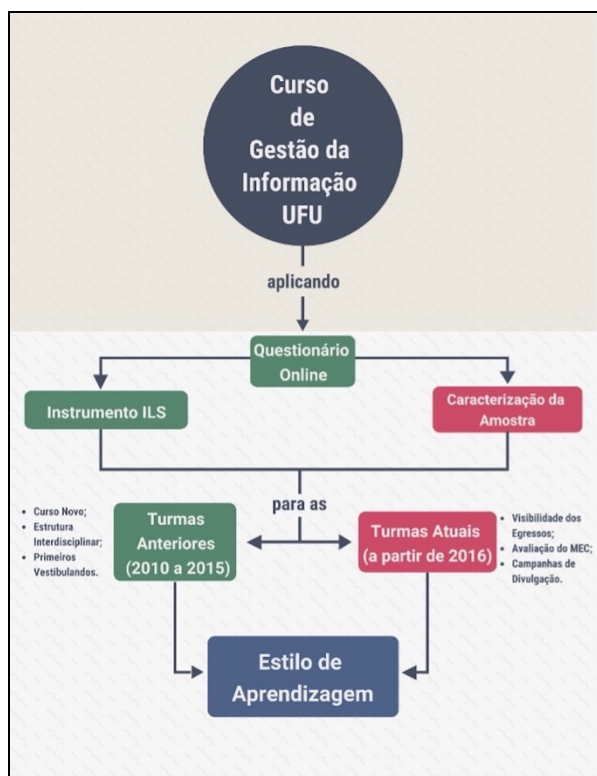 Curso
de
Gestão da
Informação
UFU
aplicando
Questionário
Online
Instrumento ILS
Caracterização da
Amostra
para as
• Curso Novo;
• Estrutura
Interdisciplinar;
• Primeiros
Vestibulandos.
Turmas
Anteriores
(2010 a 2015)
Turmas Atuais
(a partir de 2016)
• Visibilidade dos
Egressos;
• Avaliação do MEC;
• Campanhas de
Divulgação.
Estilo de
Aprendizagem